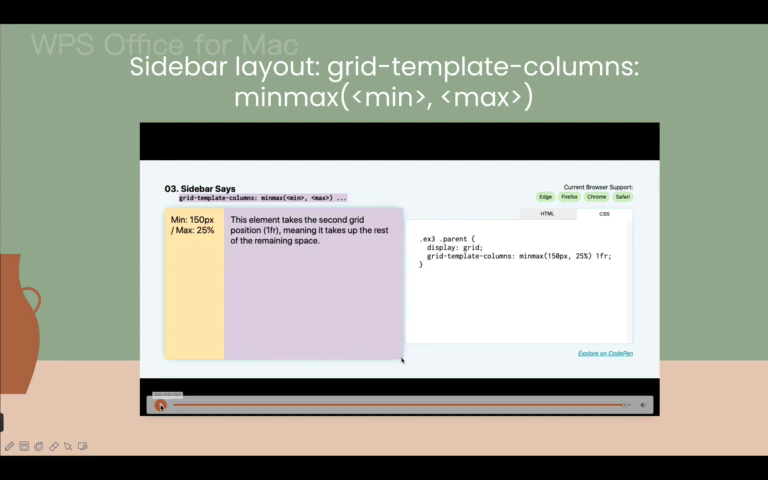 WPS Office for Mac
Sidebar layout: grid-template-columns:
minmax(<min>, <max>)
03. Sidebar Says
grid-template-columns: minmax(<min>, <max>) ...
Current Browser Support:
Edge Firefox Chrome Safari
Min: 150px
/ Max: 25%
This element takes the second grid
position (1fr), meaning it takes up the rest
of the remaining space.
HTML CSS
.ex3 .parent {
display: grid;
grid-template-columns: minmax(150px, 25%) 1fr;
}
Explore on CodePen